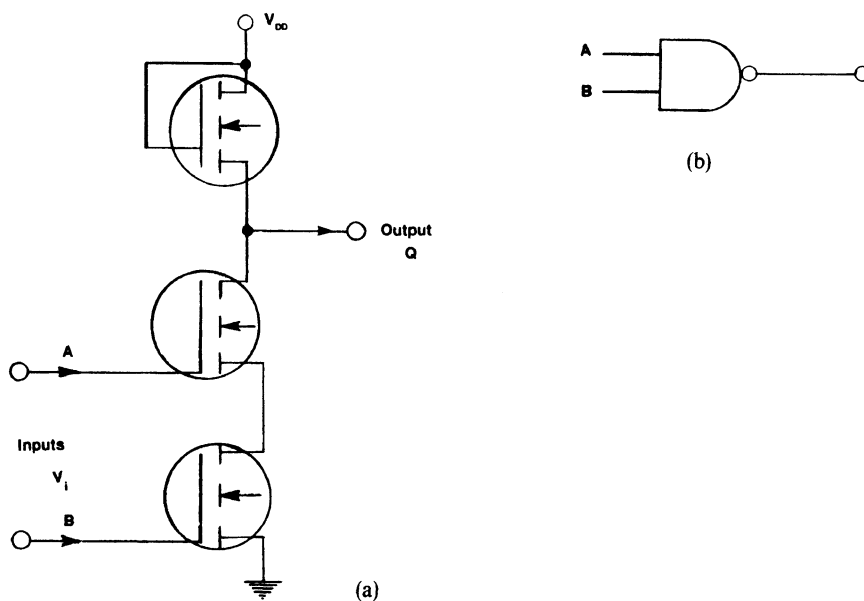 V_DD
A
B
(b)
Output
Q
A
Inputs
V_i
B
(a)